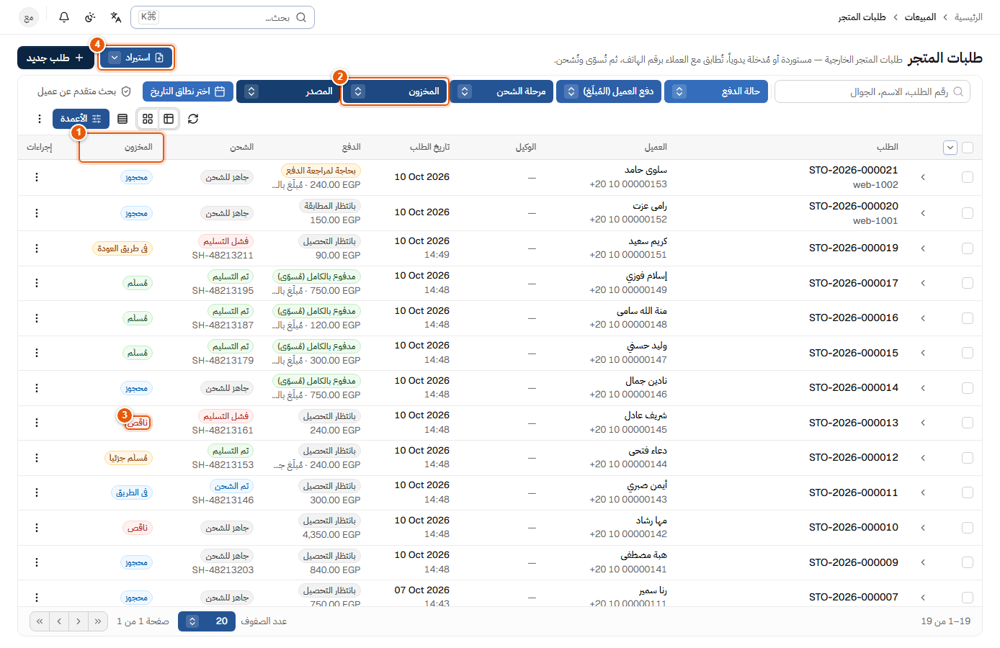 الرئيسية
المبيعات
طلبات المتجر
بحث...
⌘K
مع
طلبات المتجر
طلبات المتجر الخارجية — مستوردة أو مُدخلة يدوياً، تُطابق مع العملاء برقم الهاتف، ثم تُسوّى وتُشحن.
استيراد
4
طلب جديد
رقم الطلب، الاسم، الجوال
حالة الدفع
دفع العميل (المُبلّغ)
مرحلة الشحن
المخزون
2
المصدر
اختر نطاق التاريخ
بحث متقدم عن عميل
الأعمدة
1
الطلب
العميل
الوكيل
تاريخ الطلب
الدفع
الشحن
المخزون
إجراءات
STO-2026-000021
web-1002
سلوى حامد
+20 10 00000153
—
10 Oct 2026
بحاجة لمراجعة الدفع
240.00 EGP · مُبلّغ بالـ...
جاهز للشحن
محجوز
STO-2026-000020
web-1001
رامي عزت
+20 10 00000152
—
10 Oct 2026
بانتظار المطابقة
150.00 EGP
جاهز للشحن
محجوز
STO-2026-000019
كريم سعيد
+20 10 00000151
—
10 Oct 2026
14:49
بانتظار التحصيل
90.00 EGP
فشل التسليم
SH-48213211
في طريق العودة
STO-2026-000017
إسلام فوزي
+20 10 00000149
—
10 Oct 2026
14:48
مدفوع بالكامل (مُسوّى)
750.00 EGP · مُبلّغ بالـ...
تم التسليم
SH-48213195
مُسلّم
STO-2026-000016
منة الله سامي
+20 10 00000148
—
10 Oct 2026
14:48
مدفوع بالكامل (مُسوّى)
120.00 EGP · مُبلّغ بالـ...
تم التسليم
SH-48213187
مُسلّم
STO-2026-000015
وليد حسني
+20 10 00000147
—
10 Oct 2026
14:48
مدفوع بالكامل (مُسوّى)
300.00 EGP · مُبلّغ بالـ...
تم التسليم
SH-48213179
مُسلّم
STO-2026-000014
نادين جمال
+20 10 00000146
—
10 Oct 2026
14:48
مدفوع بالكامل (مُسوّى)
750.00 EGP · مُبلّغ بالـ...
جاهز للشحن
محجوز
STO-2026-000013
شريف عادل
+20 10 00000145
—
10 Oct 2026
14:48
بانتظار التحصيل
240.00 EGP
فشل التسليم
SH-48213161
3
ناقص
STO-2026-000012
دعاء فتحي
+20 10 00000144
—
10 Oct 2026
14:48
بانتظار التحصيل
240.00 EGP · مُبلّغ جـ...
تم التسليم
SH-48213153
مُسلّم جزئياً
STO-2026-000011
أيمن صبري
+20 10 00000143
—
10 Oct 2026
14:48
بانتظار التحصيل
300.00 EGP
تم الشحن
SH-48213146
في الطريق
STO-2026-000010
مها رشاد
+20 10 00000142
—
10 Oct 2026
14:48
بانتظار التحصيل
4,350.00 EGP
جاهز للشحن
ناقص
STO-2026-000009
هبة مصطفى
+20 10 00000141
—
10 Oct 2026
14:48
بانتظار التحصيل
840.00 EGP
جاهز للشحن
SH-48213203
محجوز
STO-2026-000007
رنا سمير
+20 10 00000111
—
07 Oct 2026
14:43
بانتظار التحصيل
750.00 EGP
جاهز للشحن
محجوز
1–19 من 19
عدد الصفوف
20
صفحة 1 من 1